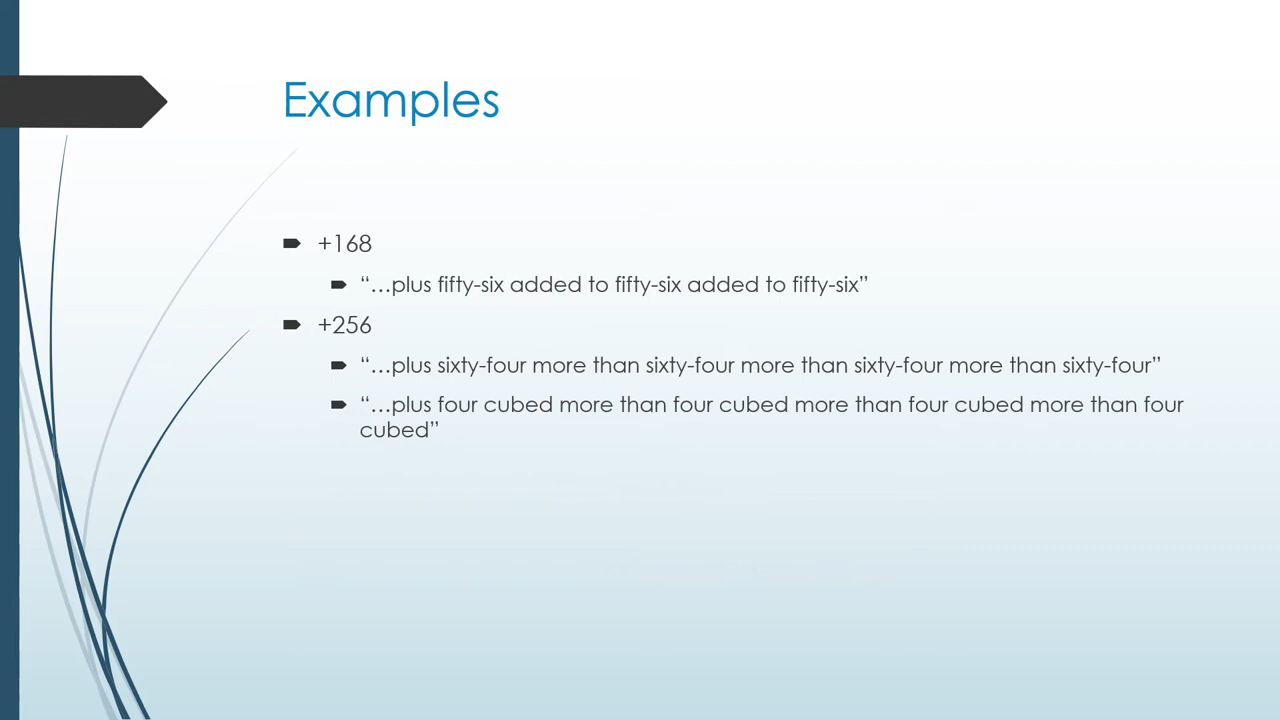 Examples
+168
“…plus fifty-six added to fifty-six added to fifty-six”
+256
“…plus sixty-four more than sixty-four more than sixty-four more than sixty-four”
“…plus four cubed more than four cubed more than four cubed more than four
cubed”